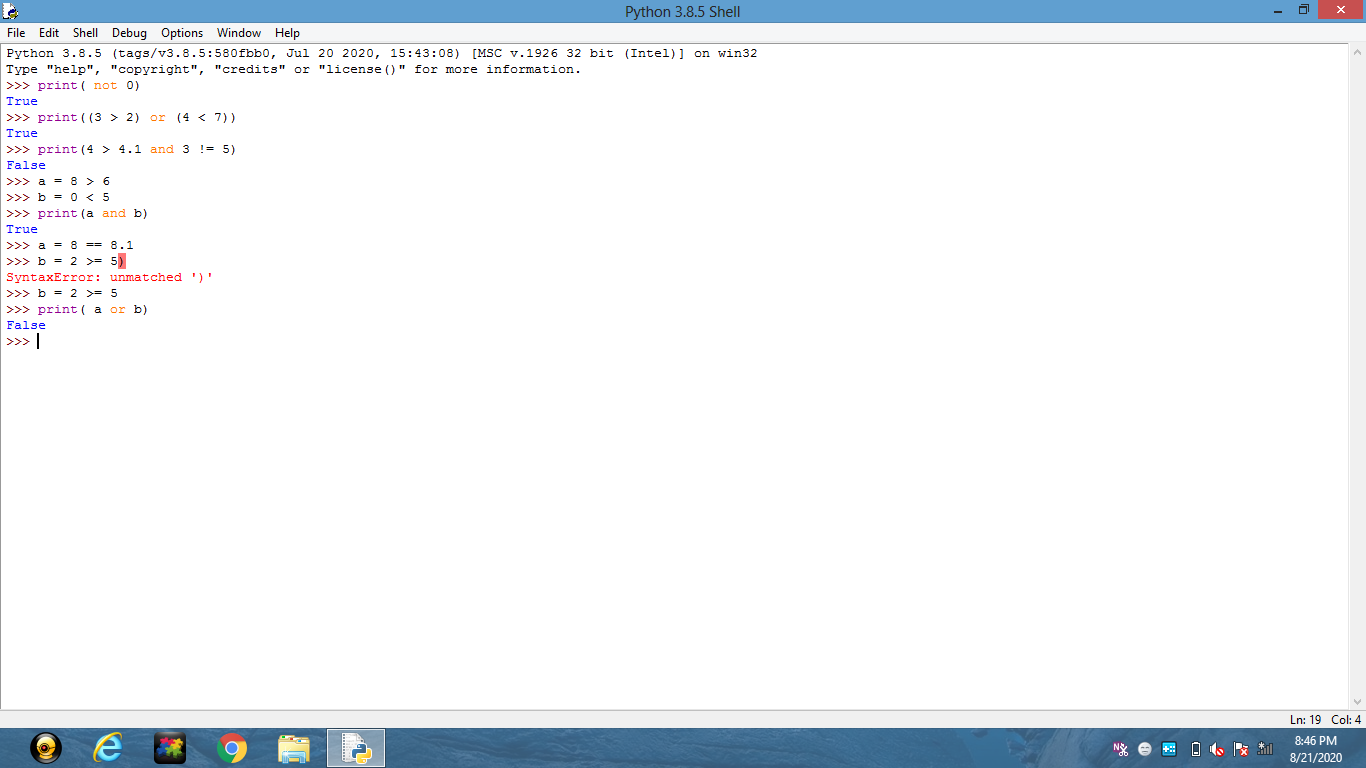 Python 3.8.5 Shell
File Edit Shell Debug Options Window Help
Python 3.8.5 (tags/v3.8.5:580fbb0, Jul 20 2020, 15:43:08) [MSC v.1926 32 bit (Intel)] on win32
Type "help", "copyright", "credits" or "license()" for more information.
>>> print( not 0)
True
>>> print((3 > 2) or (4 < 7))
True
>>> print(4 > 4.1 and 3 != 5)
False
>>> a = 8 > 6
>>> b = 0 < 5
>>> print(a and b)
True
>>> a = 8 == 8.1
>>> b = 2 >= 5)
SyntaxError: unmatched ')'
>>> b = 2 >= 5
>>> print( a or b)
False
>>>
Ln: 19 Col: 4
8:46 PM
8/21/2020